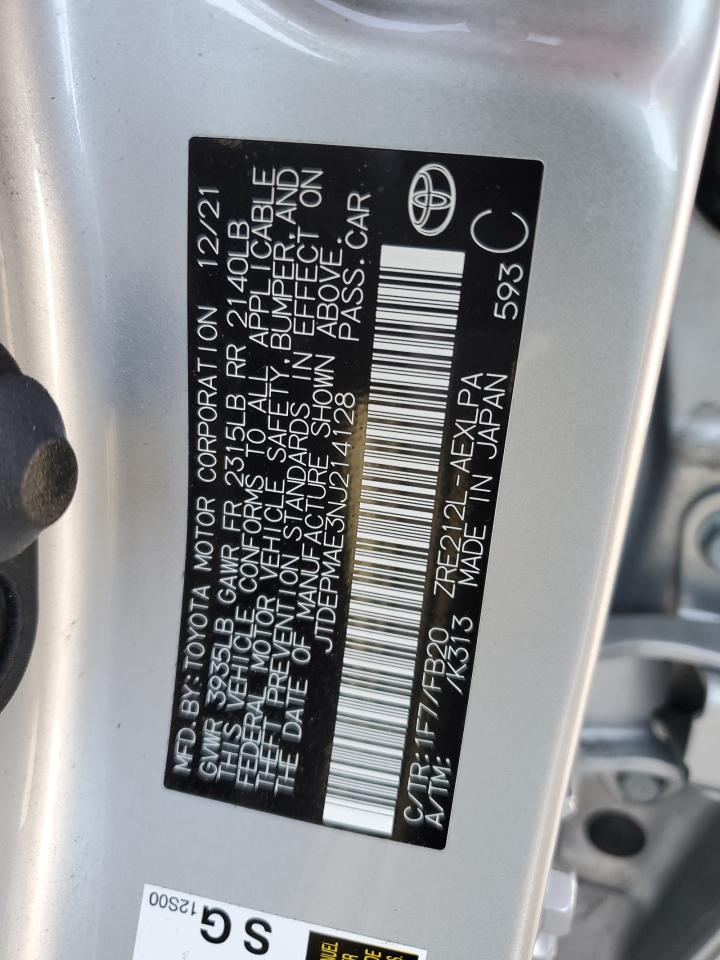 MFD BY:TOYOTA MOTOR CORPORATION 12/21
GVWR 3935LB GAWR FR 2315LB RR 2140LB
THIS VEHICLE CONFORMS TO ALL APPLICABLE
FEDERAL MOTOR VEHICLE SAFETY,BUMPER,AND
THEFT PREVENTION STANDARDS IN EFFECT ON
THE DATE OF MANUFACTURE SHOWN ABOVE.
JTDEPMAE3NJ214128 PASS.CAR
C/TR:1F7/FB20 ZRE212L-AEXLPA 593 C
A/TM: /K313 MADE IN JAPAN
SG
12S00